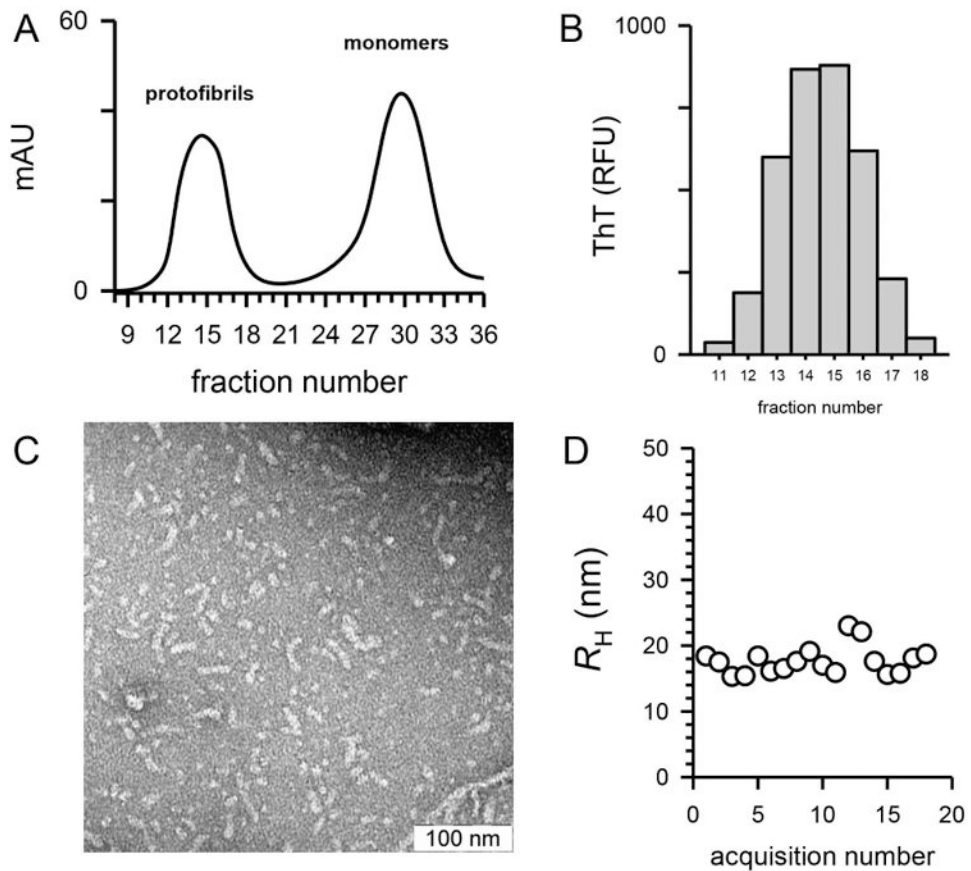 A
60
mAU
0
protofibrils
monomers
9 12 15 18 21 24 27 30 33 36
fraction number
B
1000
ThT (RFU)
0
11 12 13 14 15 16 17 18
fraction number
C
100 nm
D
50
40
30
20
10
0
RH (nm)
0 5 10 15 20
acquisition number